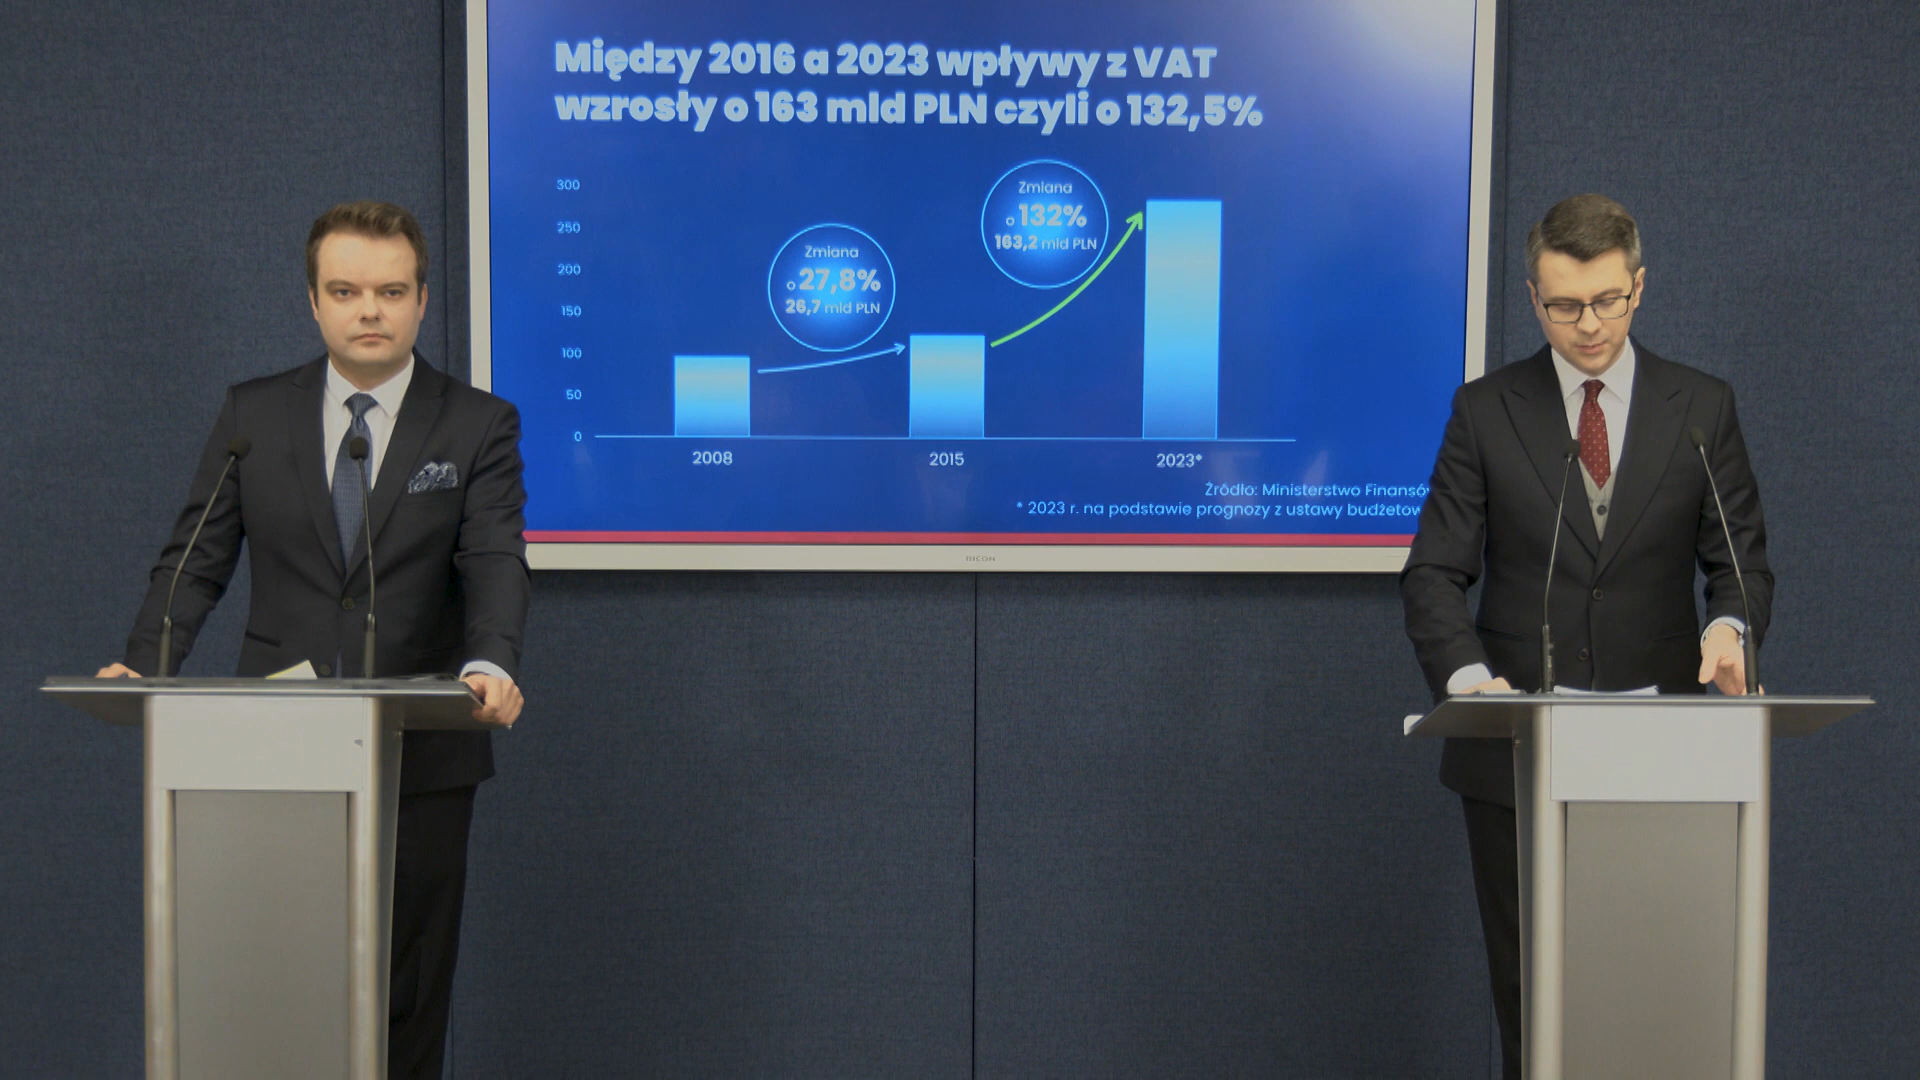 Między 2016 a 2023 wpływy z VAT
wzrosły o 163 mld PLN czyli o 132,5%
300
250
200
150
100
50
0
Zmiana
o 27,8%
26,7 mld PLN
Zmiana
o 132%
163,2 mld PLN
2008
2015
2023*
Źródło: Ministerstwo Finansó
* 2023 r. na podstawie prognozy z ustawy budżetow
RICOH